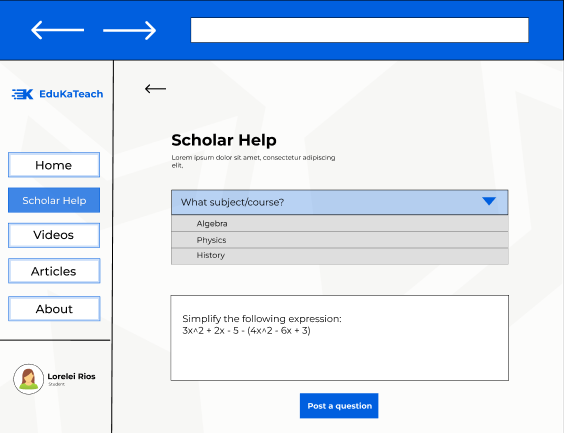 EduKaTeach
Home
Scholar Help
Videos
Articles
About
Lorelei Rios
Student
Scholar Help
Lorem ipsum dolor sit amet, consectetur adipiscing
elit.
What subject/course?
Algebra
Physics
History
Simplify the following expression:
3x^2 + 2x - 5 - (4x^2 - 6x + 3)
Post a question